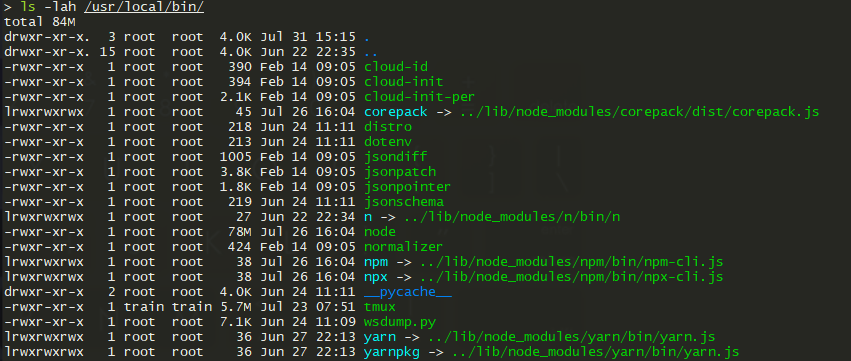 > ls -lah /usr/local/bin/
total 84M
drwxr-xr-x. 3 root root 4.0K Jul 31 15:15 .
drwxr-xr-x. 15 root root 4.0K Jun 22 22:35 ..
-rwxr-xr-x 1 root root 390 Feb 14 09:05 cloud-id
-rwxr-xr-x 1 root root 394 Feb 14 09:05 cloud-init
-rwxr-xr-x 1 root root 2.1K Feb 14 09:05 cloud-init-per
lrwxrwxrwx 1 root root 45 Jul 26 16:04 corepack -> ../lib/node_modules/corepack/dist/corepack.js
-rwxr-xr-x 1 root root 218 Jun 24 11:11 distro
-rwxr-xr-x 1 root root 213 Jun 24 11:11 dotenv
-rwxr-xr-x 1 root root 1005 Feb 14 09:05 jsondiff
-rwxr-xr-x 1 root root 3.8K Feb 14 09:05 jsonpatch
-rwxr-xr-x 1 root root 1.8K Feb 14 09:05 jsonpointer
-rwxr-xr-x 1 root root 219 Jun 24 11:11 jsonschema
lrwxrwxrwx 1 root root 27 Jun 22 22:34 n -> ../lib/node_modules/n/bin/n
-rwxr-xr-x 1 root root 78M Jul 26 16:04 node
-rwxr-xr-x 1 root root 424 Feb 14 09:05 normalizer
lrwxrwxrwx 1 root root 38 Jul 26 16:04 npm -> ../lib/node_modules/npm/bin/npm-cli.js
lrwxrwxrwx 1 root root 38 Jul 26 16:04 npx -> ../lib/node_modules/npm/bin/npx-cli.js
drwxr-xr-x 2 root root 4.0K Jun 24 11:11 __pycache__
-rwxr-xr-x 1 train train 5.7M Jul 23 07:51 tmux
-rwxr-xr-x 1 root root 7.1K Jun 24 11:09 wsdump.py
lrwxrwxrwx 1 root root 36 Jun 27 22:13 yarn -> ../lib/node_modules/yarn/bin/yarn.js
lrwxrwxrwx 1 root root 36 Jun 27 22:13 yarnpkg -> ../lib/node_modules/yarn/bin/yarn.js